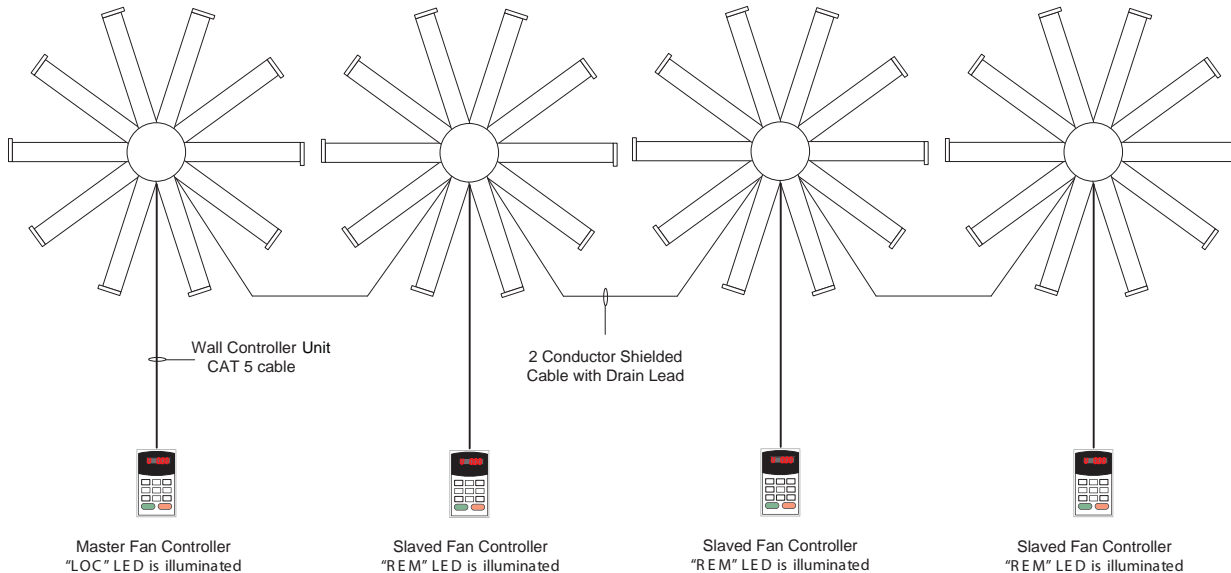 Wall Controller Unit
CAT 5 cable
2 Conductor Shielded
Cable with Drain Lead
Master Fan Controller
“LOC” LED is illuminated
Slaved Fan Controller
“REM” LED is illuminated
Slaved Fan Controller
“REM” LED is illuminated
Slaved Fan Controller
“REM” LED is illuminated